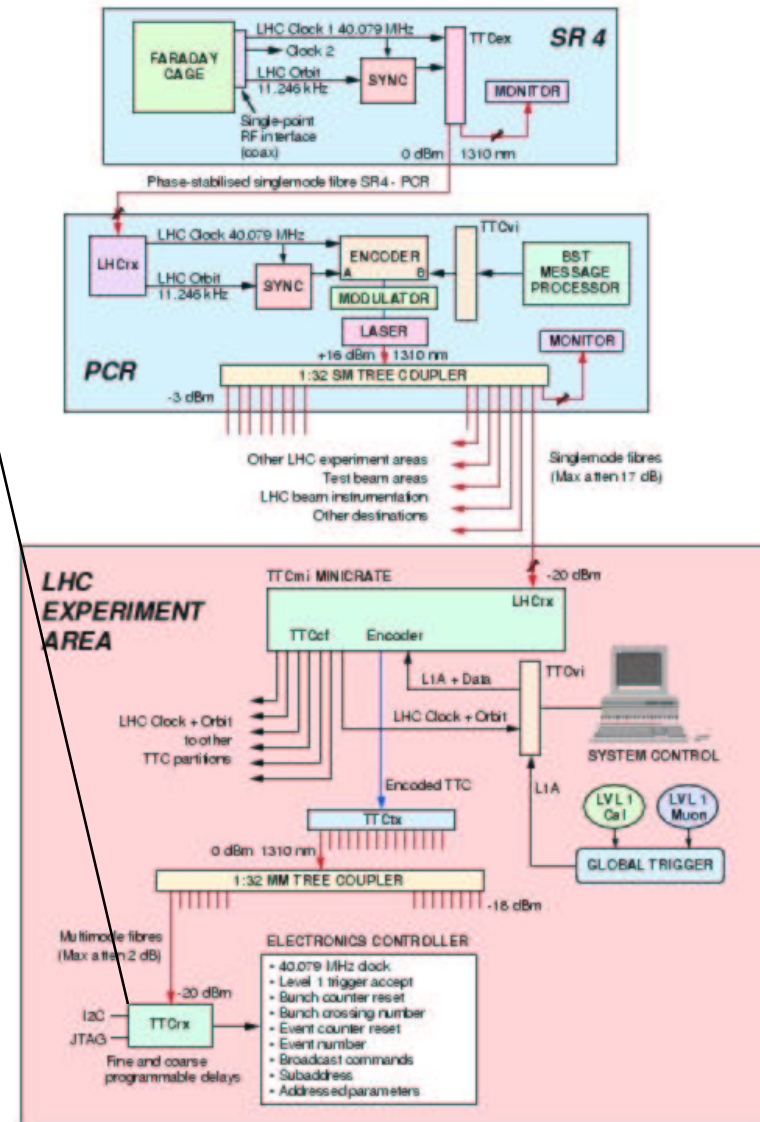 SR 4
FARADAY
CAGE
LHC Clock 1 40.079 MHz
Clock 2
LHC Orbit
11.246 kHz
SYNC
TTCex
MONITOR
Single-point
RF interface
(coax)
0 dBm 1310 nm
Phase-stabilised singlemode fibre SR4 - PCR
LHCrx
LHC Clock 40.079 MHz
LHC Orbit
11.246 kHz
SYNC
ENCODER
A B
MODULATOR
LASER
TTCvi
BST
MESSAGE
PROCESSOR
MONITOR
PCR
+16 dBm 1310 nm
1:32 SM TREE COUPLER
-3 dBm
Other LHC experiment areas
Test beam areas
LHC beam instrumentation
Other destinations
Singlemode fibres
(Max atten 17 dB)
LHC
EXPERIMENT
AREA
TTCmi MINICRATE
-20 dBm
LHCrx
TTCcf Encoder
L1A + Data
TTCvi
LHC Clock + Orbit
to other
TTC partitions
LHC Clock + Orbit
SYSTEM CONTROL
Encoded TTC
L1A
LVL 1
Cal
LVL 1
Muon
GLOBAL TRIGGER
TTCtx
0 dBm 1310 nm
1:32 MM TREE COUPLER
-18 dBm
Multimode fibres
(Max atten 2 dB)
-20 dBm
I2C
JTAG
TTCrx
Fine and coarse
programmable delays
ELECTRONICS CONTROLLER
• 40.079 MHz clock
• Level 1 trigger accept
• Bunch counter reset
• Bunch crossing number
• Event counter reset
• Event number
• Broadcast commands
• Subaddress
• Addressed parameters